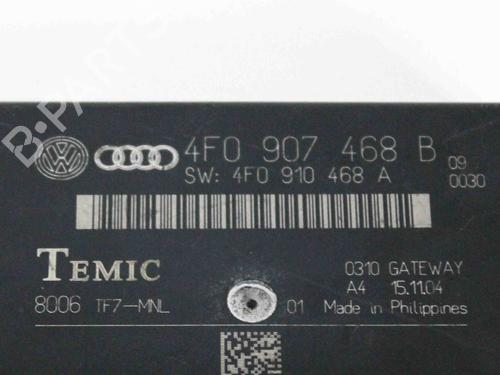 B-PARTS
4F0 907 468 B
SW: 4F0 910 468 A
09
0030
TEMIC
0310 GATEWAY
8006 TF7-MNL
A4 15.11.04
01 Made in Philippines